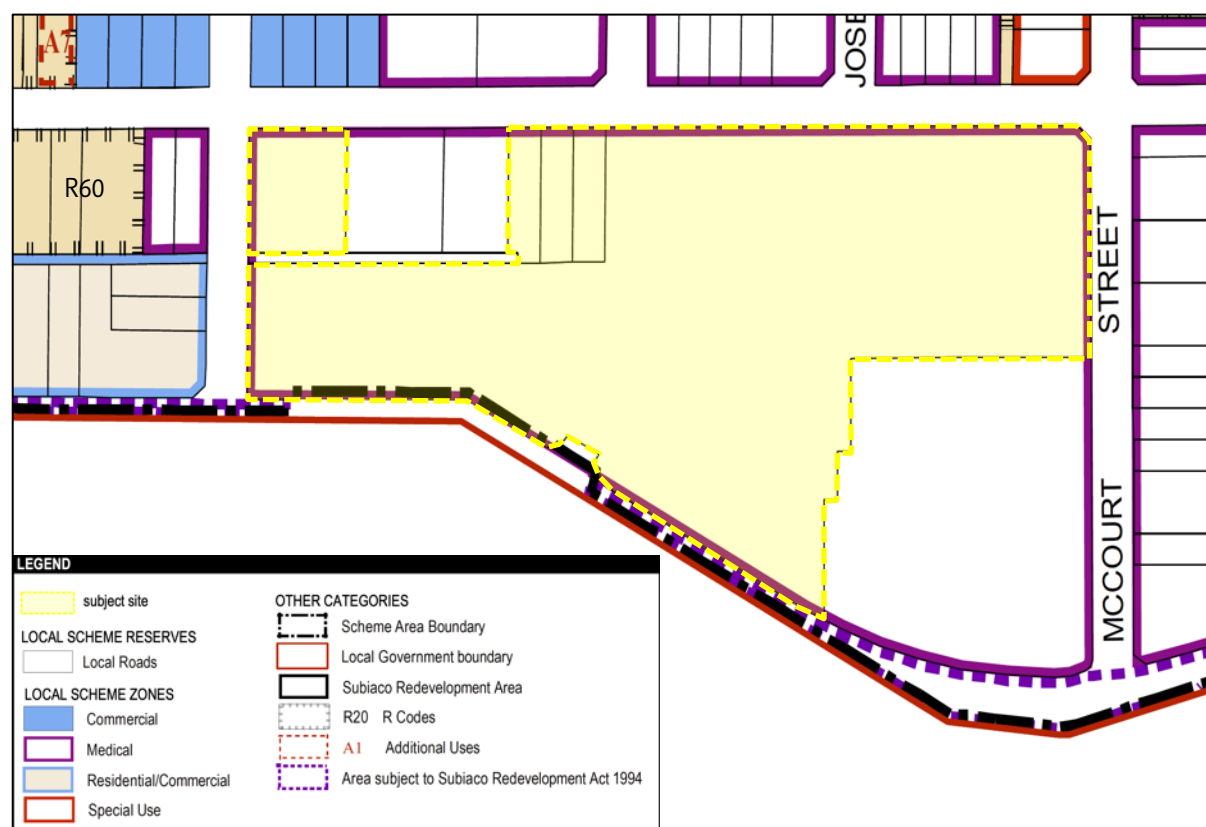 A7
JOSE
R60
STREET
MCCOURT
LEGEND
subject site
LOCAL SCHEME RESERVES
Local Roads
LOCAL SCHEME ZONES
Commercial
Medical
Residential/Commercial
Special Use
OTHER CATEGORIES
Scheme Area Boundary
Local Government boundary
Subiaco Redevelopment Area
R20 R Codes
A1 Additional Uses
Area subject to Subiaco Redevelopment Act 1994